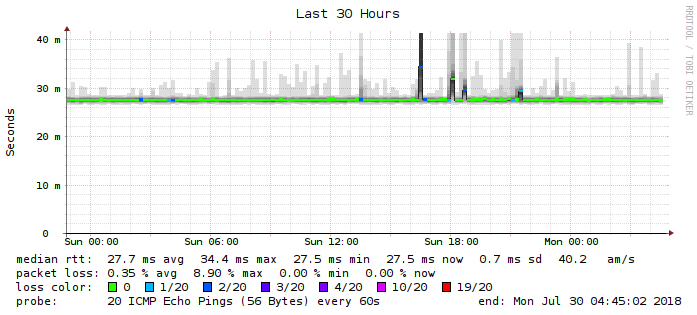 Last 30 Hours
RRDTOOL / TOBI OETIKER
Seconds
40 m
30 m
20 m
10 m
0
Sun 00:00 Sun 06:00 Sun 12:00 Sun 18:00 Mon 00:00
median rtt: 27.7 ms avg 34.4 ms max 27.5 ms min 27.5 ms now 0.7 ms sd 40.2 am/s
packet loss: 0.35 % avg 8.90 % max 0.00 % min 0.00 % now
loss color: 0 1/20 2/20 3/20 4/20 10/20 19/20
probe: 20 ICMP Echo Pings (56 Bytes) every 60s end: Mon Jul 30 04:45:02 2018